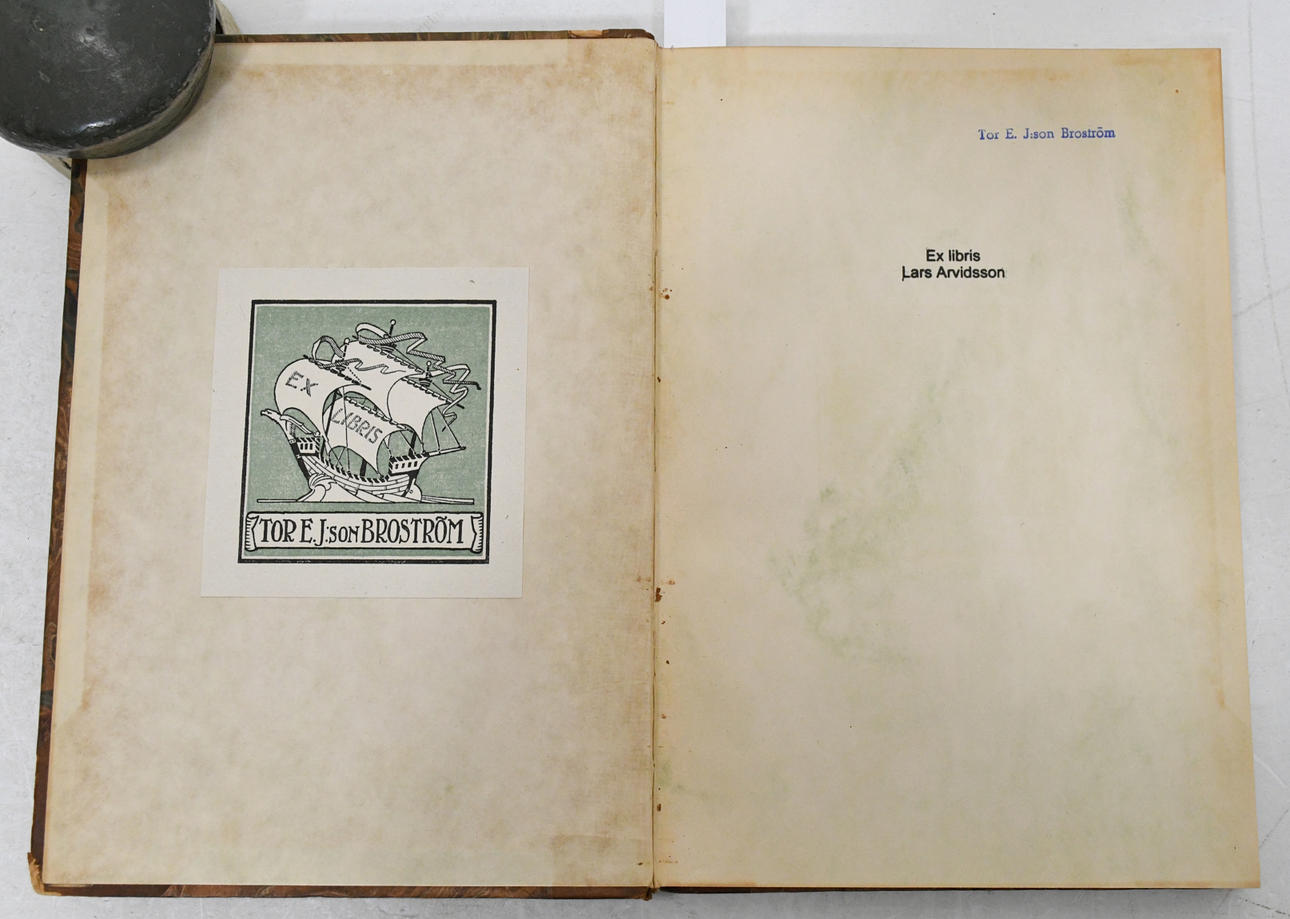 EX
LIBRIS
TOR E. J:SON BROSTRÖM
Tor E. J:son Broström
Ex libris
Lars Arvidsson